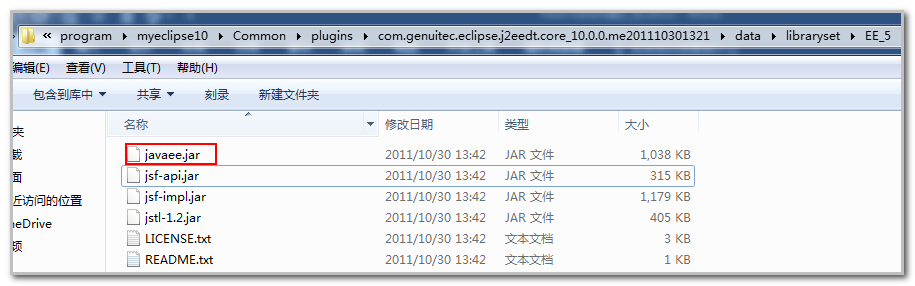 program ▸ myeclipse10 ▸ Common ▸ plugins ▸ com.genuitec.eclipse.j2eedt.core_10.0.0.me201110301321 ▸ data ▸ libraryset ▸ EE_5
编辑(E) 查看(V) 工具(T) 帮助(H)
包含到库中 共享 刻录 新建文件夹
名称 修改日期 类型 大小
javaee.jar 2011/10/30 13:42 JAR 文件 1,038 KB
jsf-api.jar 2011/10/30 13:42 JAR 文件 315 KB
jsf-impl.jar 2011/10/30 13:42 JAR 文件 1,179 KB
jstl-1.2.jar 2011/10/30 13:42 JAR 文件 405 KB
LICENSE.txt 2011/10/30 13:42 文本文档 3 KB
README.txt 2011/10/30 13:42 文本文档 1 KB
夹
载
面
近访问的位置
neDrive
频